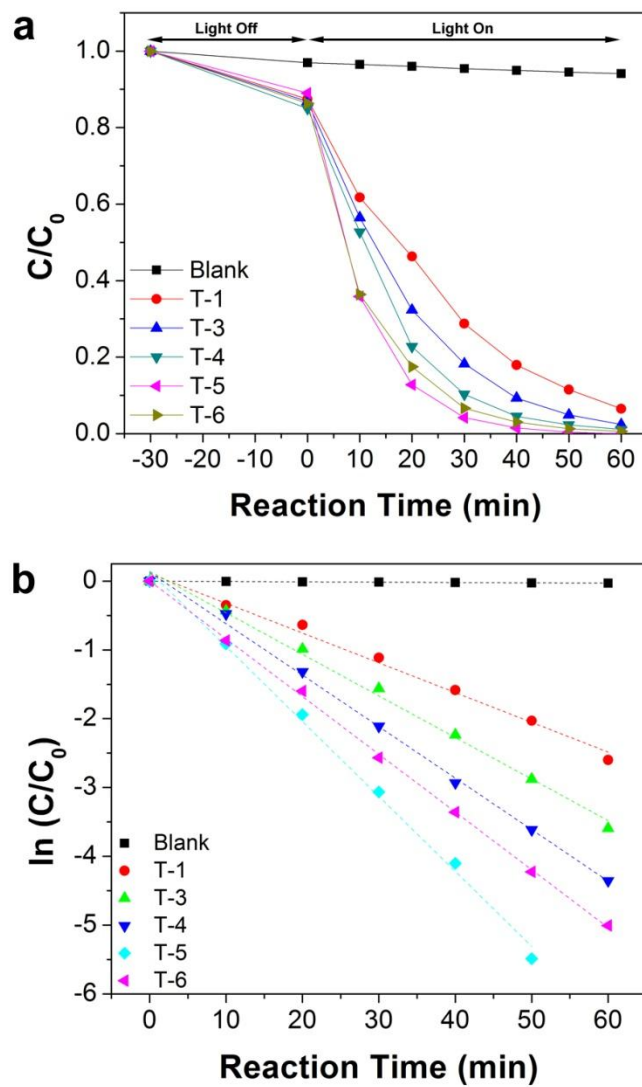 a
Light Off
Light On
1.0
0.8
0.6
0.4
0.2
0.0
C/C0
Blank
T-1
T-3
T-4
T-5
T-6
-30 -20 -10 0 10 20 30 40 50 60
Reaction Time (min)
b
0
-1
-2
-3
-4
-5
-6
ln (C/C0)
Blank
T-1
T-3
T-4
T-5
T-6
0 10 20 30 40 50 60
Reaction Time (min)